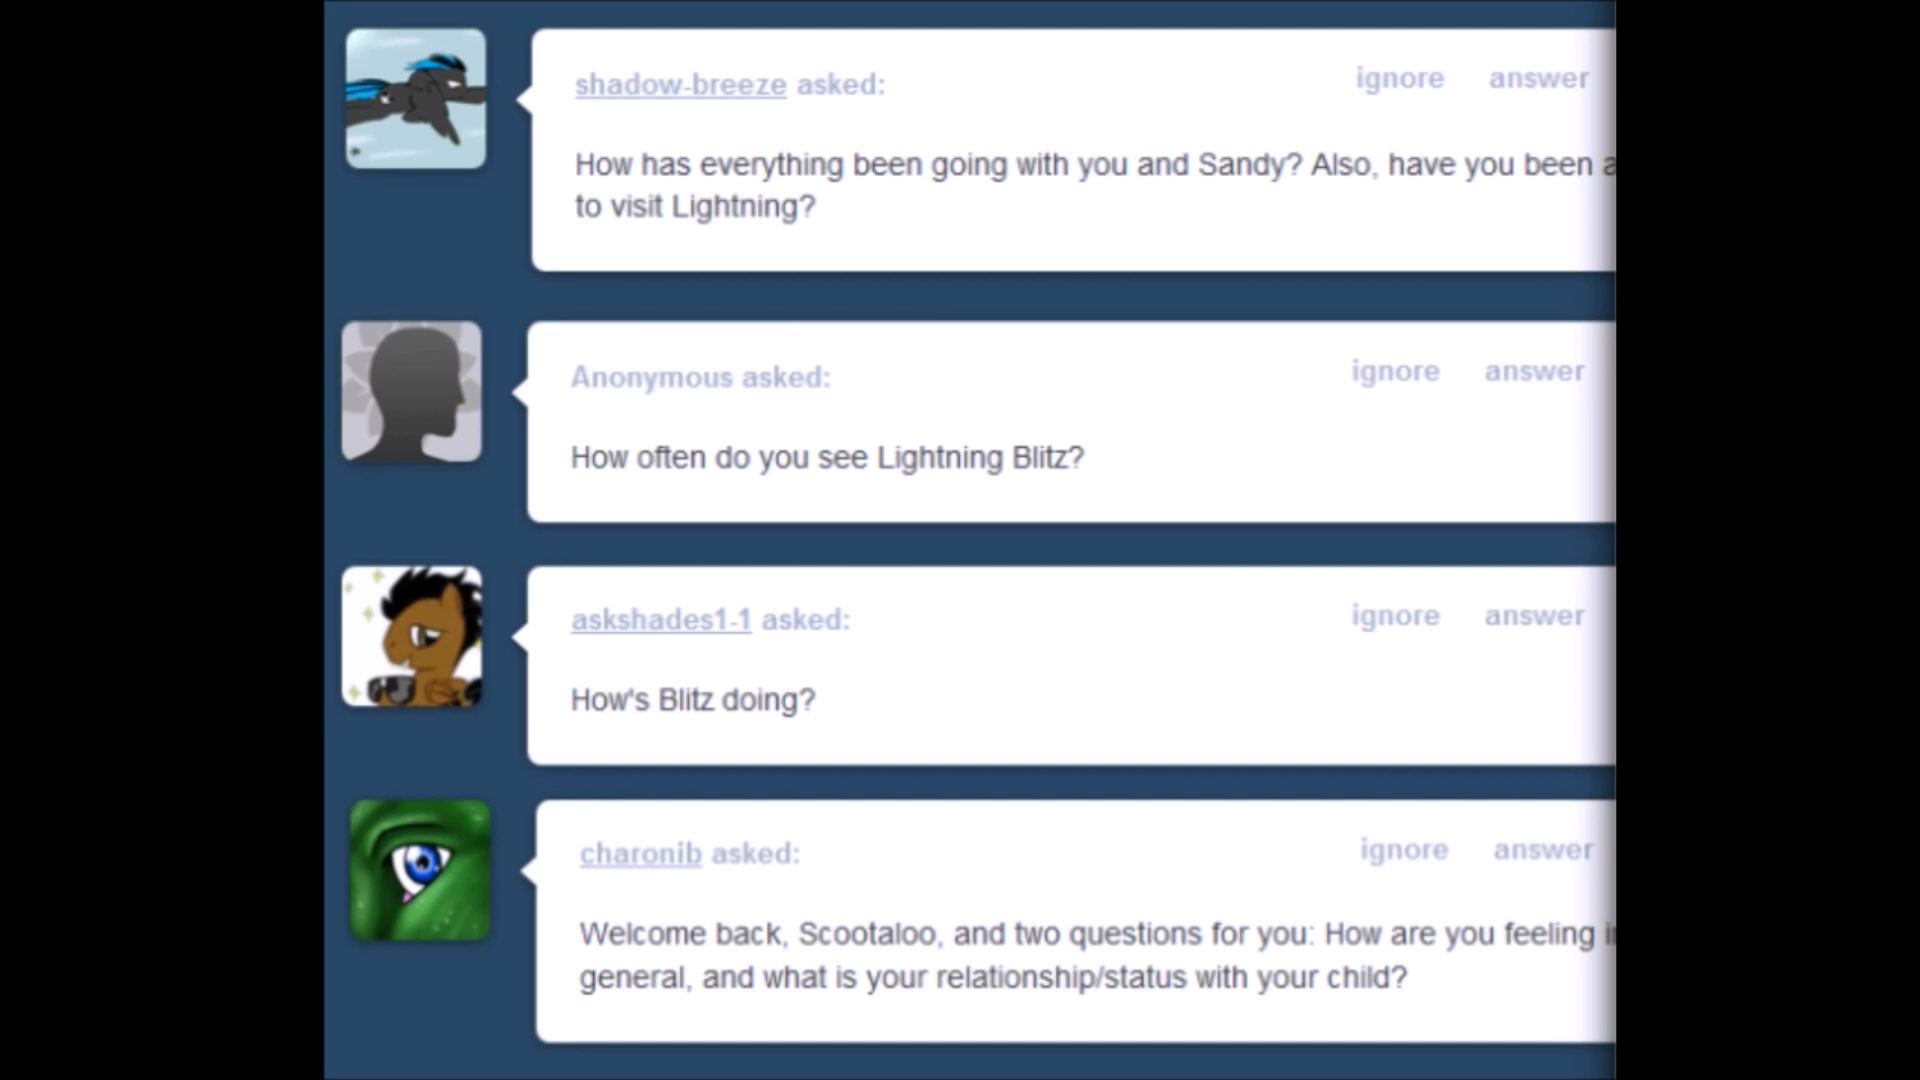 shadow-breeze asked:
ignore answer
How has everything been going with you and Sandy? Also, have you been
to visit Lightning?
Anonymous asked:
ignore answer
How often do you see Lightning Blitz?
askshades1-1 asked:
ignore answer
How's Blitz doing?
charonib asked:
ignore answer
Welcome back, Scootaloo, and two questions for you: How are you feeling
general, and what is your relationship/status with your child?